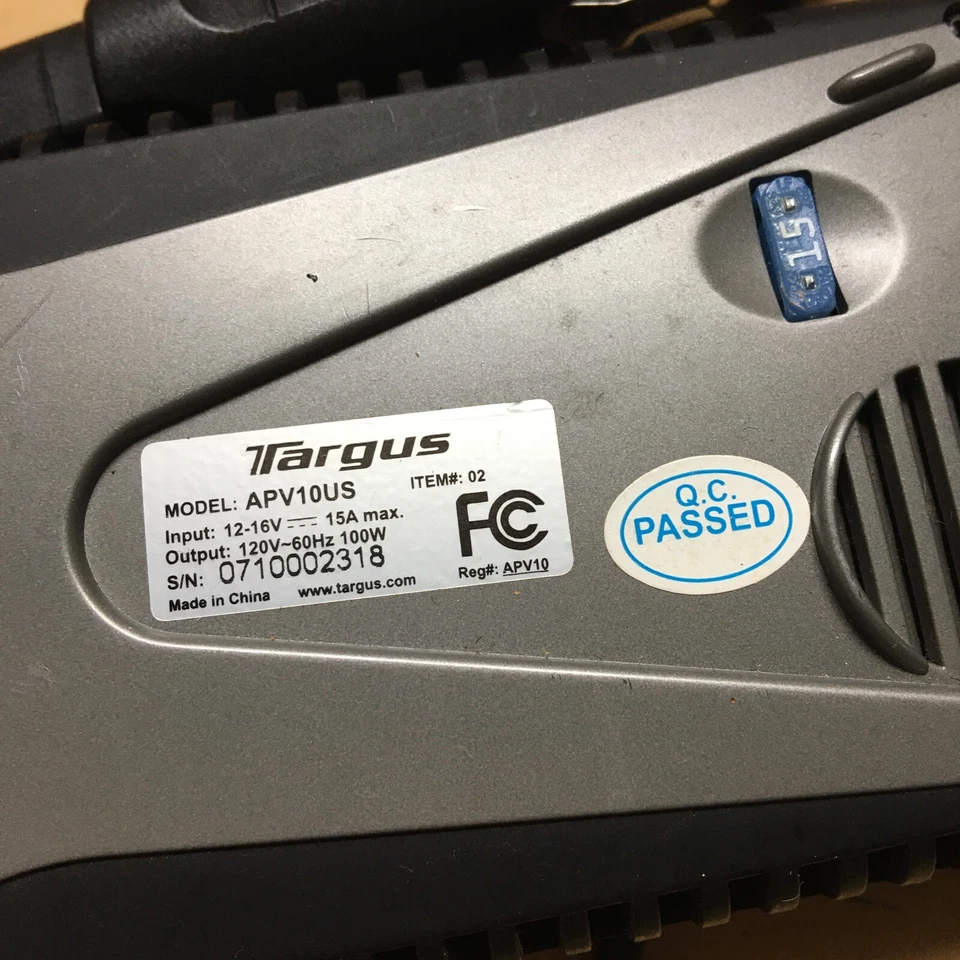 15
Targus
MODEL: APV10US ITEM#: 02
Input: 12-16V⎓ 15A max.
Output: 120V~60Hz 100W
S/N: 0710002318
FC
Made in China www.targus.com Reg#: APV10
Q.C.
PASSED